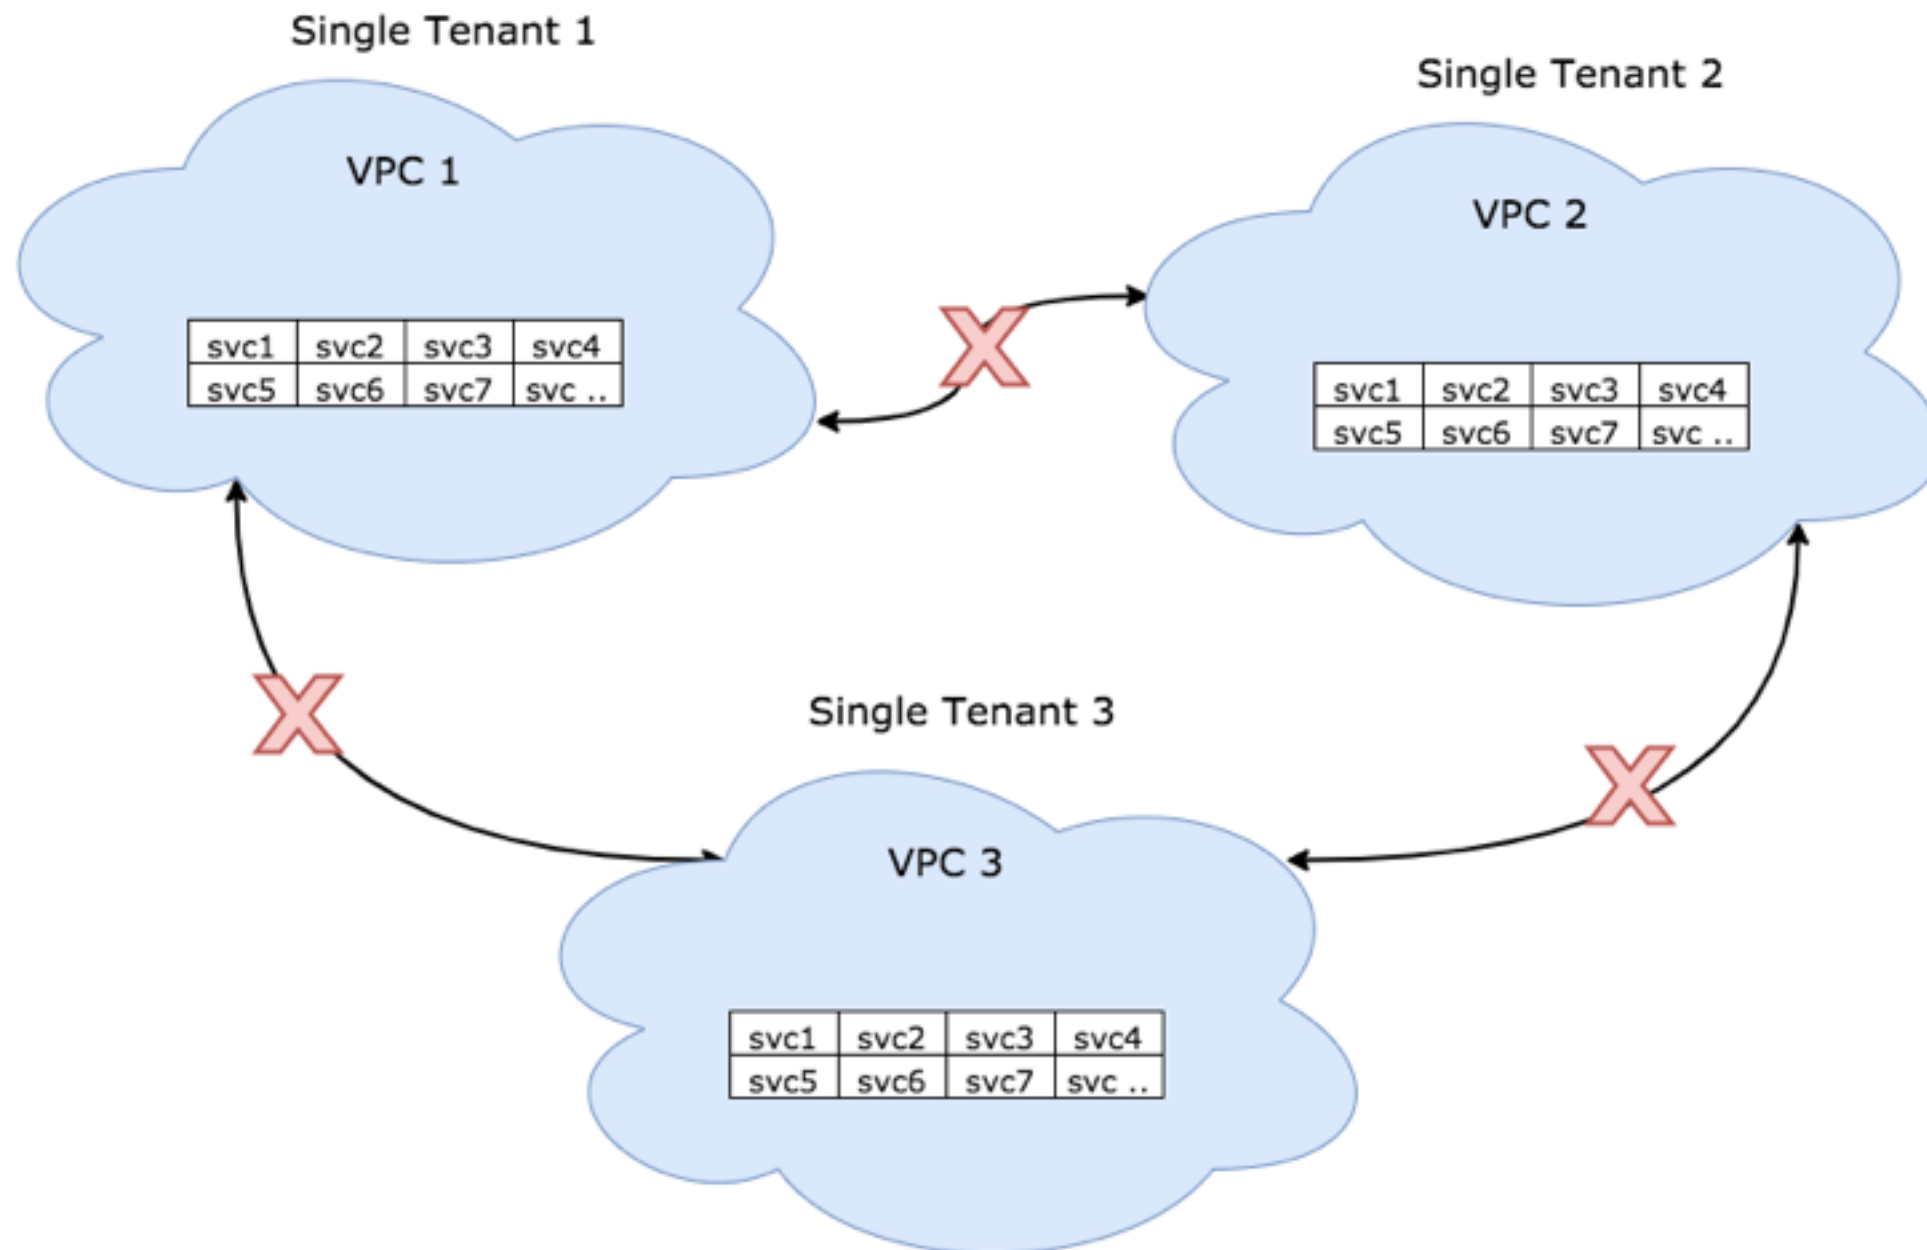 Single Tenant 1
VPC 1
svc1 svc2 svc3 svc4
svc5 svc6 svc7 svc ..
Single Tenant 2
VPC 2
svc1 svc2 svc3 svc4
svc5 svc6 svc7 svc ..
Single Tenant 3
VPC 3
svc1 svc2 svc3 svc4
svc5 svc6 svc7 svc ..